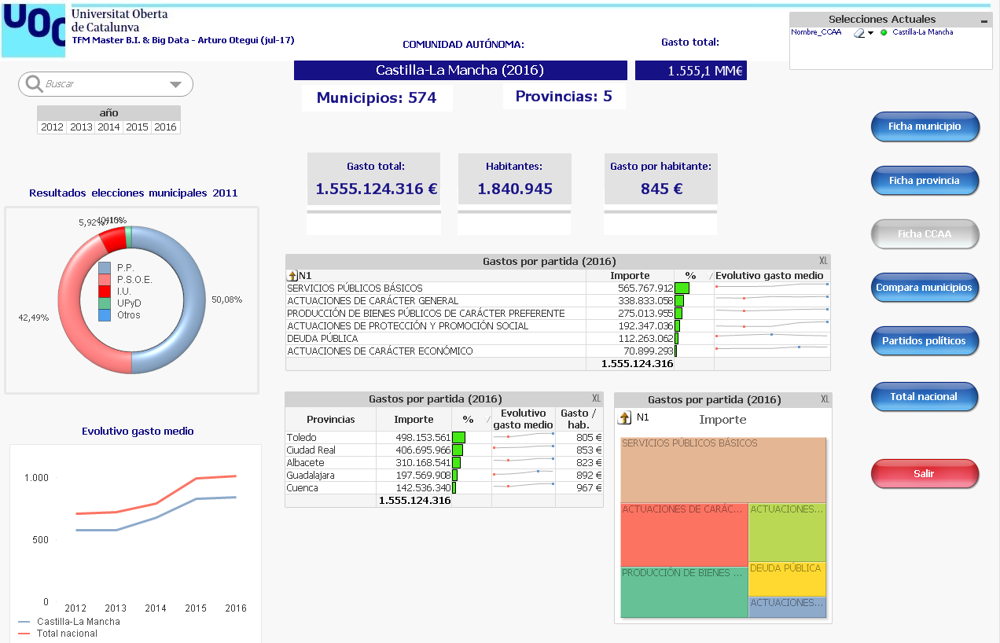 UOC
Universitat Oberta
de Catalunya
TFM Master B.I. & Big Data - Arturo Otegui (jul-17)
COMUNIDAD AUTÓNOMA:
Gasto total:
Castilla-La Mancha (2016)
1.555,1 MM€
Municipios: 574
Provincias: 5
Selecciones Actuales
Nombre_CCAA Castilla-La Mancha
Buscar
año
2012 2013 2014 2015 2016
Gasto total:
1.555.124.316 €
Habitantes:
1.840.945
Gasto por habitante:
845 €
Ficha municipio
Ficha provincia
Ficha CCAA
Compara municipios
Partidos políticos
Total nacional
Salir
Resultados elecciones municipales 2011
5,92%
50,08%
42,49%
P.P.
P.S.O.E.
I.U.
UPyD
Otros
Gastos por partida (2016) XL
N1 Importe % Evolutivo gasto medio
SERVICIOS PÚBLICOS BÁSICOS 565.767.912
ACTUACIONES DE CARÁCTER GENERAL 338.833.058
PRODUCCIÓN DE BIENES PÚBLICOS DE CARÁCTER PREFERENTE 275.013.955
ACTUACIONES DE PROTECCIÓN Y PROMOCIÓN SOCIAL 192.347.036
DEUDA PÚBLICA 112.263.062
ACTUACIONES DE CARÁCTER ECONÓMICO 70.899.293
1.555.124.316
Gastos por partida (2016) XL
Provincias Importe % Evolutivo gasto medio Gasto / hab.
Toledo 498.153.561 805 €
Ciudad Real 406.695.966 853 €
Albacete 310.168.541 823 €
Guadalajara 197.569.908 892 €
Cuenca 142.536.340 967 €
1.555.124.316
Gastos por partida (2016) XL
N1 Importe
SERVICIOS PÚBLICOS BÁSICOS
ACTUACIONES DE CARÁC...
ACTUACIONES...
PRODUCCIÓN DE BIENES ...
DEUDA PÚBLICA
ACTUACIONES...
Evolutivo gasto medio
1.000
500
0
2012 2013 2014 2015 2016
Castilla-La Mancha
Total nacional